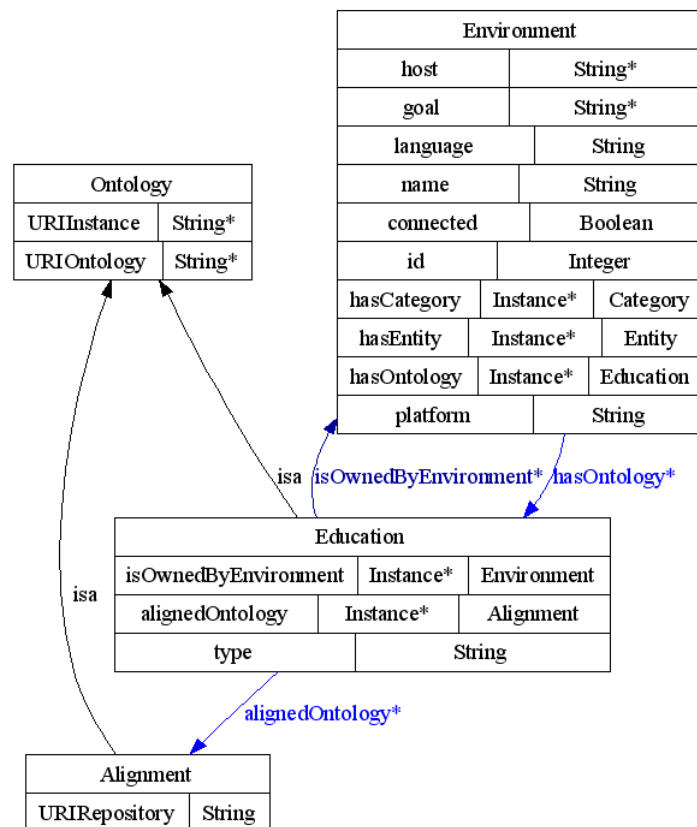 Environment
host String*
goal String*
language String
name String
connected Boolean
id Integer
hasCategory Instance* Category
hasEntity Instance* Entity
hasOntology Instance* Education
platform String
Ontology
URIInstance String*
URIOntology String*
isa isOwnedByEnvironment* hasOntology*
Education
isOwnedByEnvironment Instance* Environment
alignedOntology Instance* Alignment
type String
isa
alignedOntology*
Alignment
URIRepository String